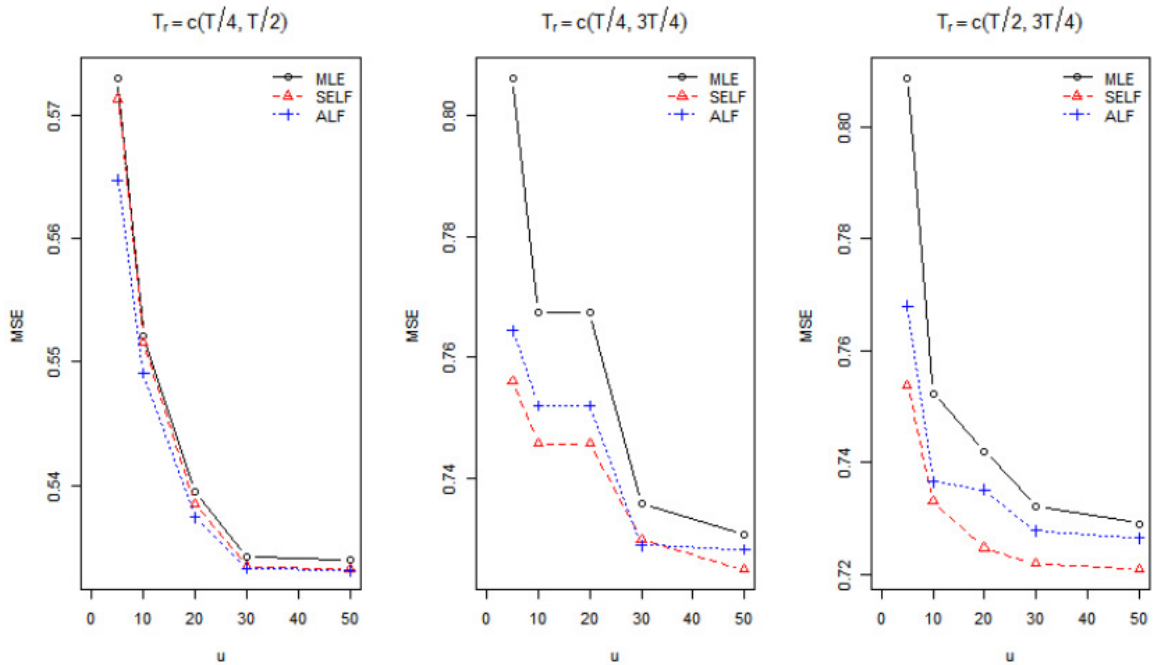 Tr = c(T/4, T/2)
MLE
SELF
ALF
0.57
0.56
0.55
0.54
MSE
0 10 20 30 40 50
u
Tr = c(T/4, 3T/4)
MLE
SELF
ALF
0.80
0.78
0.76
0.74
MSE
0 10 20 30 40 50
u
Tr = c(T/2, 3T/4)
MLE
SELF
ALF
0.80
0.78
0.76
0.74
0.72
MSE
0 10 20 30 40 50
u